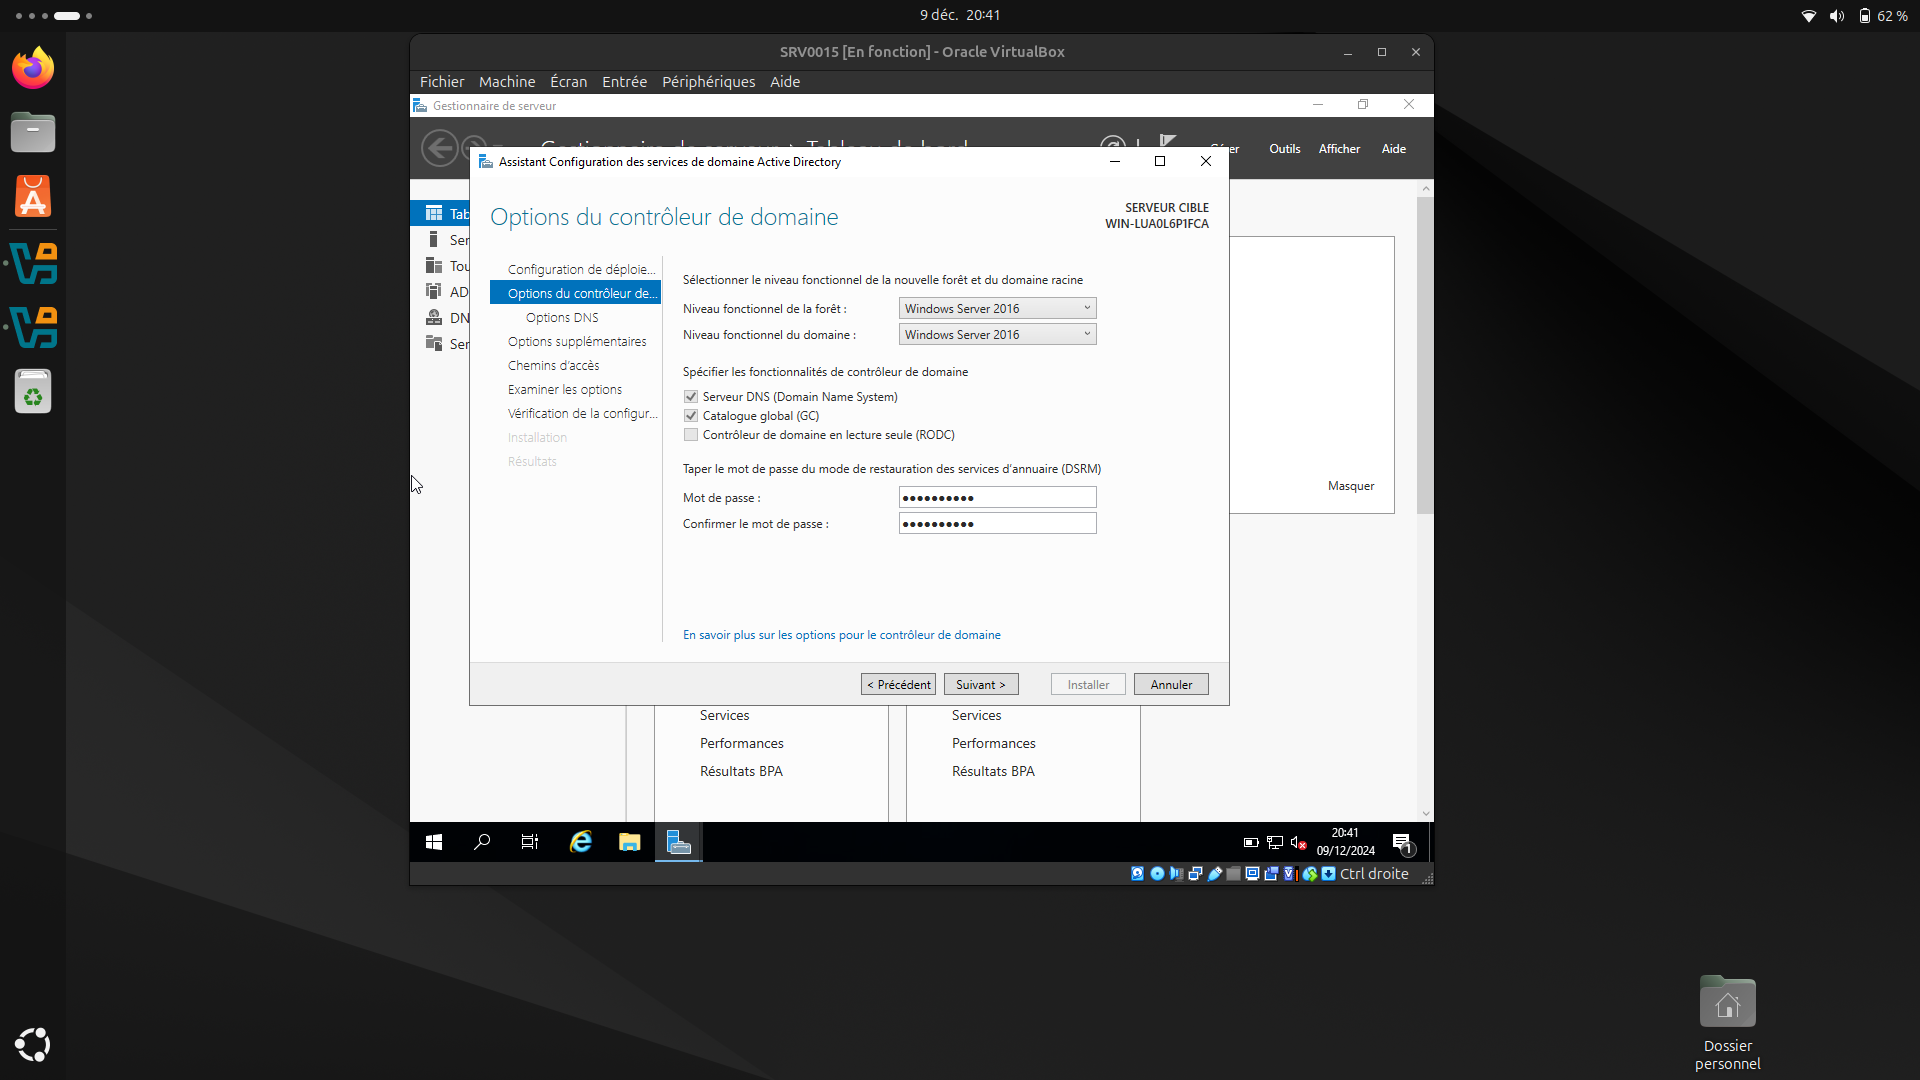 9 déc.  20:41
62 %
SRV0015 [En fonction] - Oracle VirtualBox
Fichier Machine Écran Entrée Périphériques Aide
Gestionnaire de serveur
Gestionnaire de serveur › Tableau de bord
Gérer Outils Afficher Aide
Assistant Configuration des services de domaine Active Directory
Options du contrôleur de domaine
SERVEUR CIBLE
WIN-LUA0L6P1FCA
Tab
Ser
Tou
AD
DN
Ser
Configuration de déploie...
Options du contrôleur de...
Options DNS
Options supplémentaires
Chemins d'accès
Examiner les options
Vérification de la configur...
Installation
Résultats
Sélectionner le niveau fonctionnel de la nouvelle forêt et du domaine racine
Niveau fonctionnel de la forêt : Windows Server 2016
Niveau fonctionnel du domaine : Windows Server 2016
Spécifier les fonctionnalités de contrôleur de domaine
Serveur DNS (Domain Name System)
Catalogue global (GC)
Contrôleur de domaine en lecture seule (RODC)
Taper le mot de passe du mode de restauration des services d'annuaire (DSRM)
Mot de passe : ●●●●●●●●●●
Confirmer le mot de passe : ●●●●●●●●●●
En savoir plus sur les options pour le contrôleur de domaine
Masquer
< Précédent Suivant > Installer Annuler
Services Services
Performances Performances
Résultats BPA Résultats BPA
20:41
09/12/2024
1
Ctrl droite
Dossier
personnel